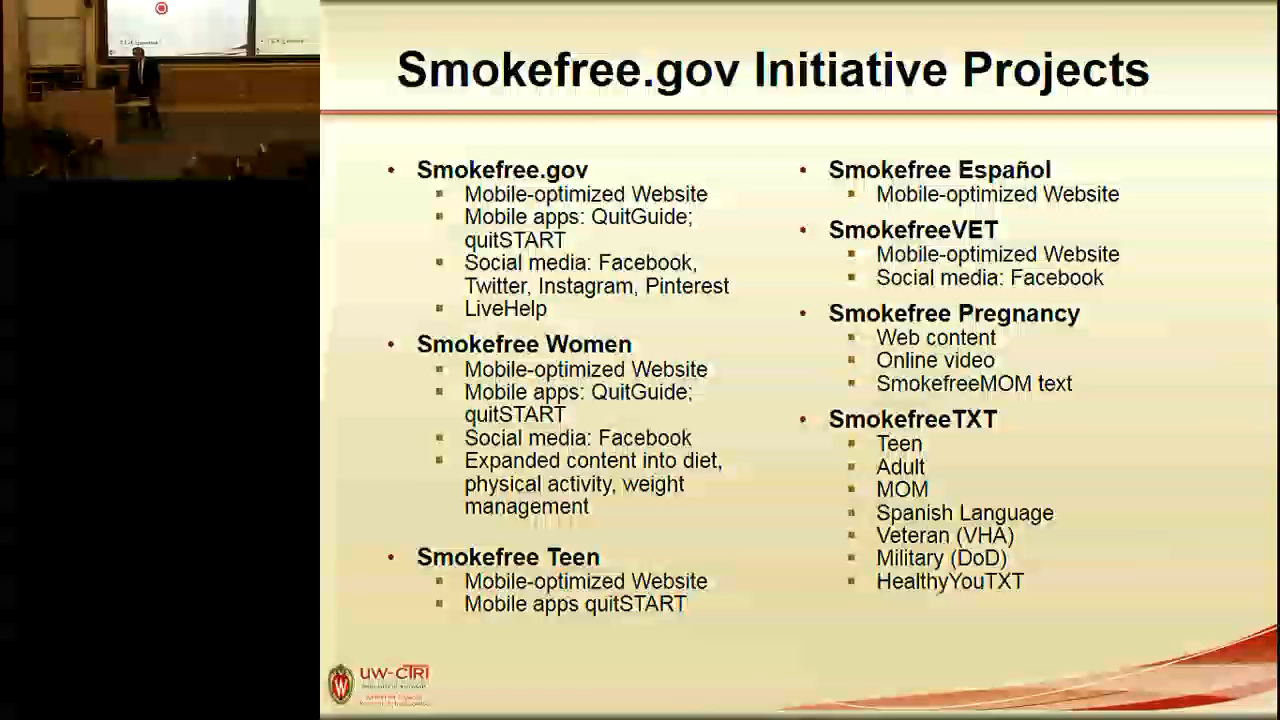 Smokefree.gov Initiative Projects
• Smokefree.gov
▪ Mobile-optimized Website
▪ Mobile apps: QuitGuide;
quitSTART
▪ Social media: Facebook,
Twitter, Instagram, Pinterest
▪ LiveHelp
• Smokefree Women
▪ Mobile-optimized Website
▪ Mobile apps: QuitGuide;
quitSTART
▪ Social media: Facebook
▪ Expanded content into diet,
physical activity, weight
management
• Smokefree Teen
▪ Mobile-optimized Website
▪ Mobile apps quitSTART
• Smokefree Español
▪ Mobile-optimized Website
• SmokefreeVET
▪ Mobile-optimized Website
▪ Social media: Facebook
• Smokefree Pregnancy
▪ Web content
▪ Online video
▪ SmokefreeMOM text
• SmokefreeTXT
▪ Teen
▪ Adult
▪ MOM
▪ Spanish Language
▪ Veteran (VHA)
▪ Military (DoD)
▪ HealthyYouTXT
W
UW-CTRI